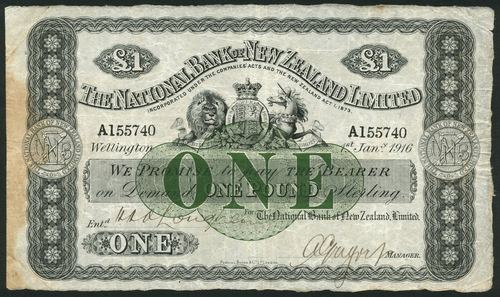 £1 £1
THE NATIONAL BANK OF NEW ZEALAND LIMITED
INCORPORATED UNDER THE COMPANIES' ACTS AND THE NEW ZEALAND ACT, 1873.
A155740 A155740
Wellington 1st Jany. 1916
WE PROMISE to pay THE BEARER
ONE
on Demand ONE POUND Sterling.
For The National Bank of New Zealand, Limited.
Entd.
ONE
MANAGER.